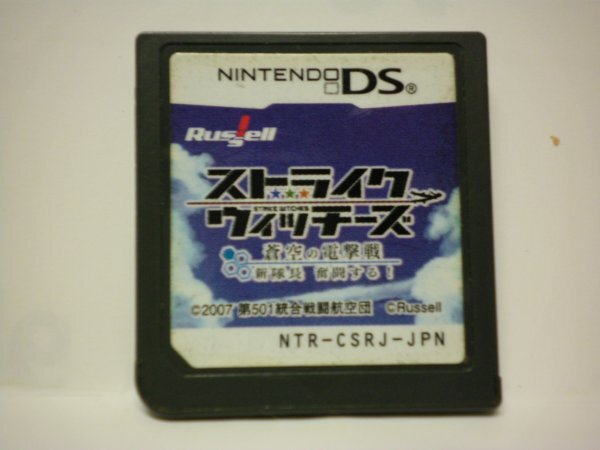 NINTENDO DS®
Russell
ストライク
STRIKE WITCHES
ウィッチーズ
蒼空の電撃戦
新隊長 奮闘する!
©2007 第501統合戦闘航空団 ©Russell
NTR-CSRJ-JPN